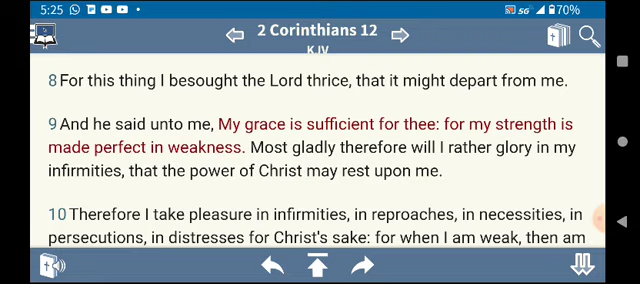 5:25 5G 70%
2 Corinthians 12
KJV
8 For this thing I besought the Lord thrice, that it might depart from me.
9 And he said unto me, My grace is sufficient for thee: for my strength is
made perfect in weakness. Most gladly therefore will I rather glory in my
infirmities, that the power of Christ may rest upon me.
10 Therefore I take pleasure in infirmities, in reproaches, in necessities, in
persecutions, in distresses for Christ's sake: for when I am weak, then am